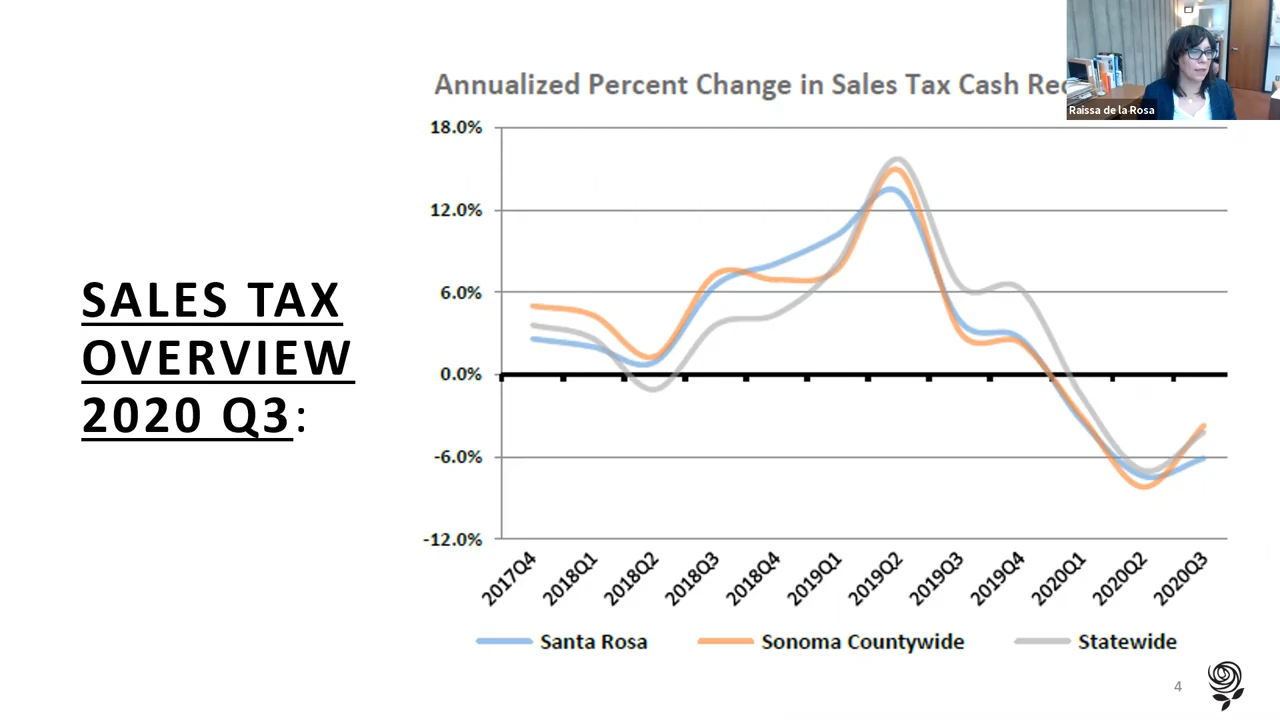 Annualized Percent Change in Sales Tax Cash
Raissa de la Rosa
SALES TAX
OVERVIEW
2020 Q3:
18.0%
12.0%
6.0%
0.0%
-6.0%
-12.0%
2017Q4
2018Q1
2018Q2
2018Q3
2018Q4
2019Q1
2019Q2
2019Q3
2019Q4
2020Q1
2020Q2
2020Q3
Santa Rosa
Sonoma Countywide
Statewide
4